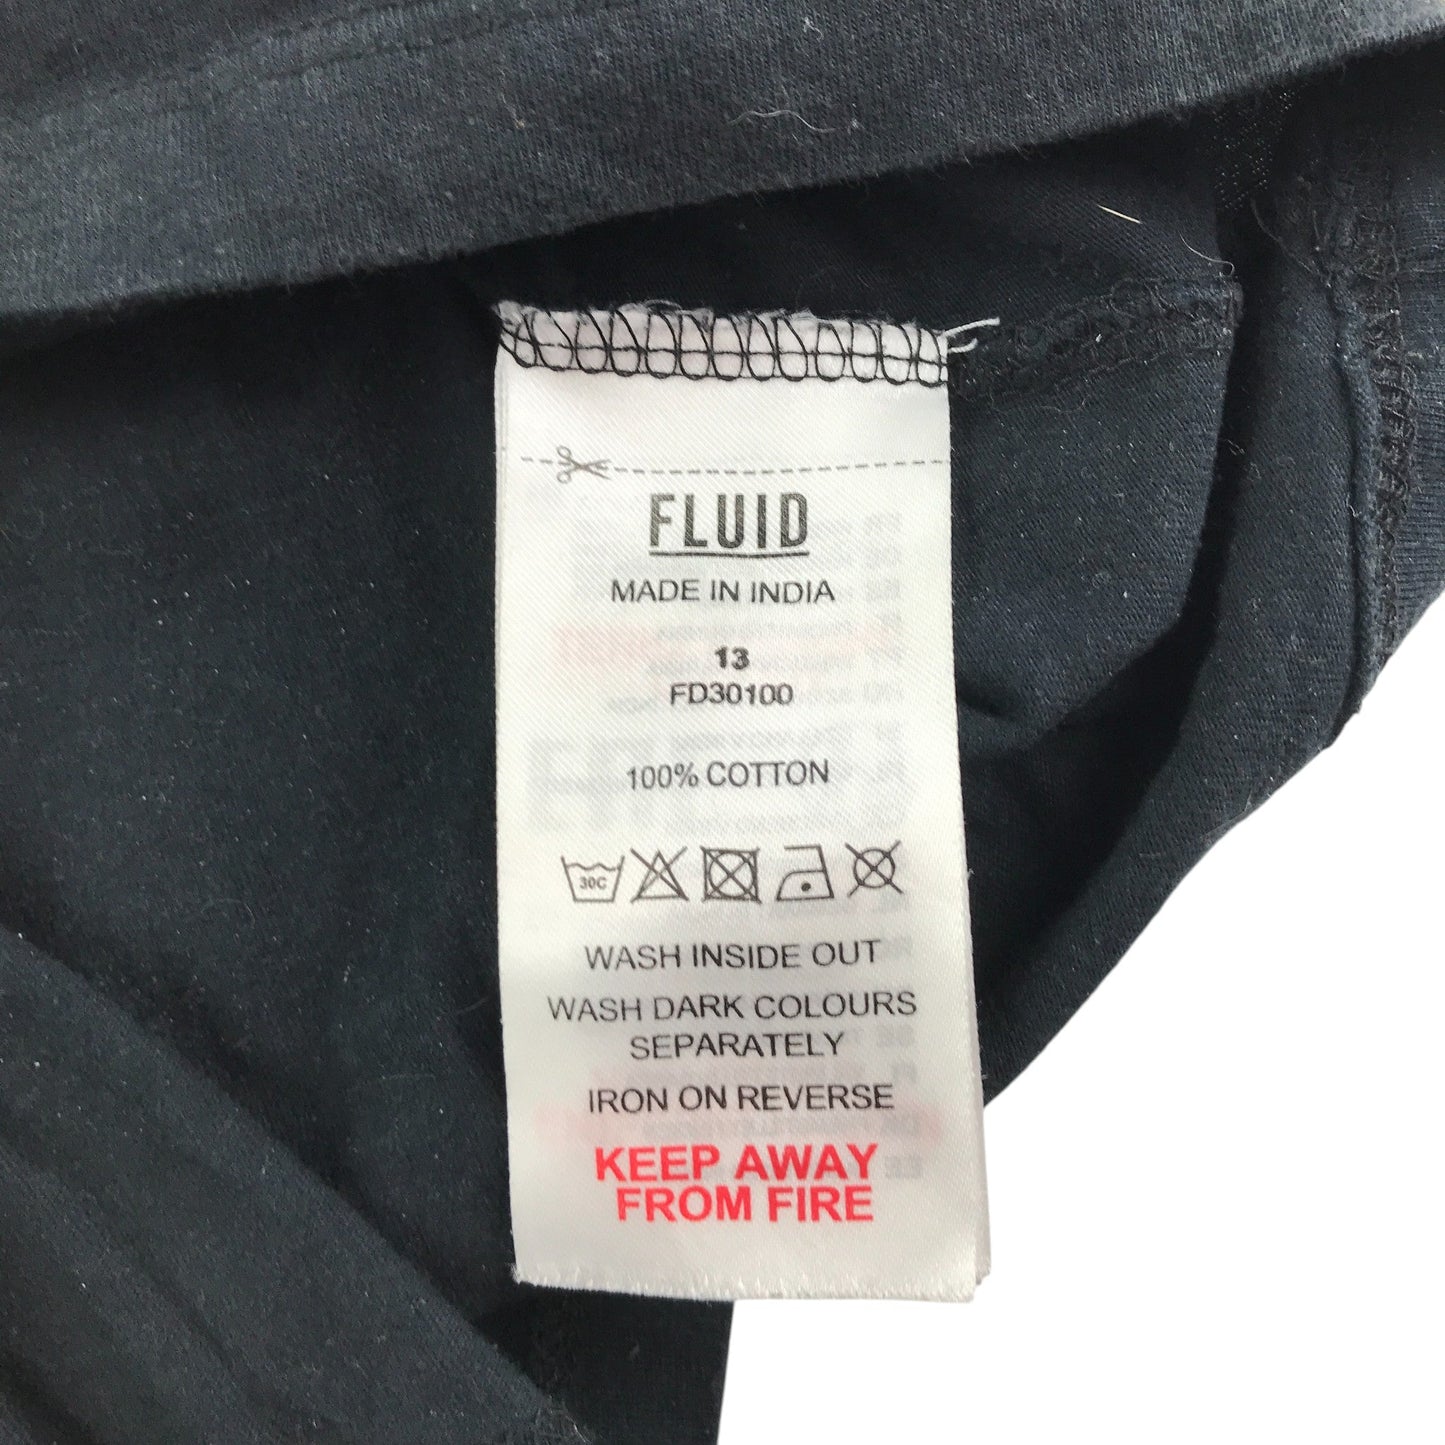 FLUID
MADE IN INDIA
13
FD30100
100% COTTON
30C
WASH INSIDE OUT
WASH DARK COLOURS
SEPARATELY
IRON ON REVERSE
KEEP AWAY
FROM FIRE